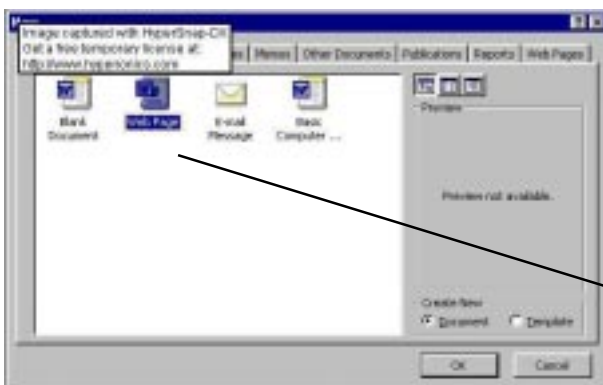 Image captured with HyperSnap-DX
Get a free temporary license at:
http://www.hyperionics.com
Memos
Other Documents
Publications
Reports
Web Pages
Blank
Document
Web Page
E-mail
Message
Basic
Computer ...
Preview
Preview not available.
Create New
Document
Template
OK
Cancel